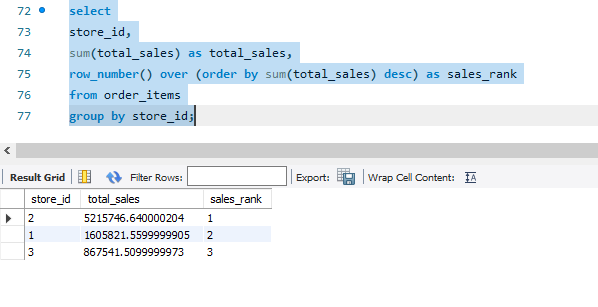 72 select
73 store_id,
74 sum(total_sales) as total_sales,
75 row_number() over (order by sum(total_sales) desc) as sales_rank
76 from order_items
77 group by store_id;
Result Grid Filter Rows: Export: Wrap Cell Content: IA
store_id total_sales sales_rank
2 5215746.640000204 1
1 1605821.5599999905 2
3 867541.5099999973 3